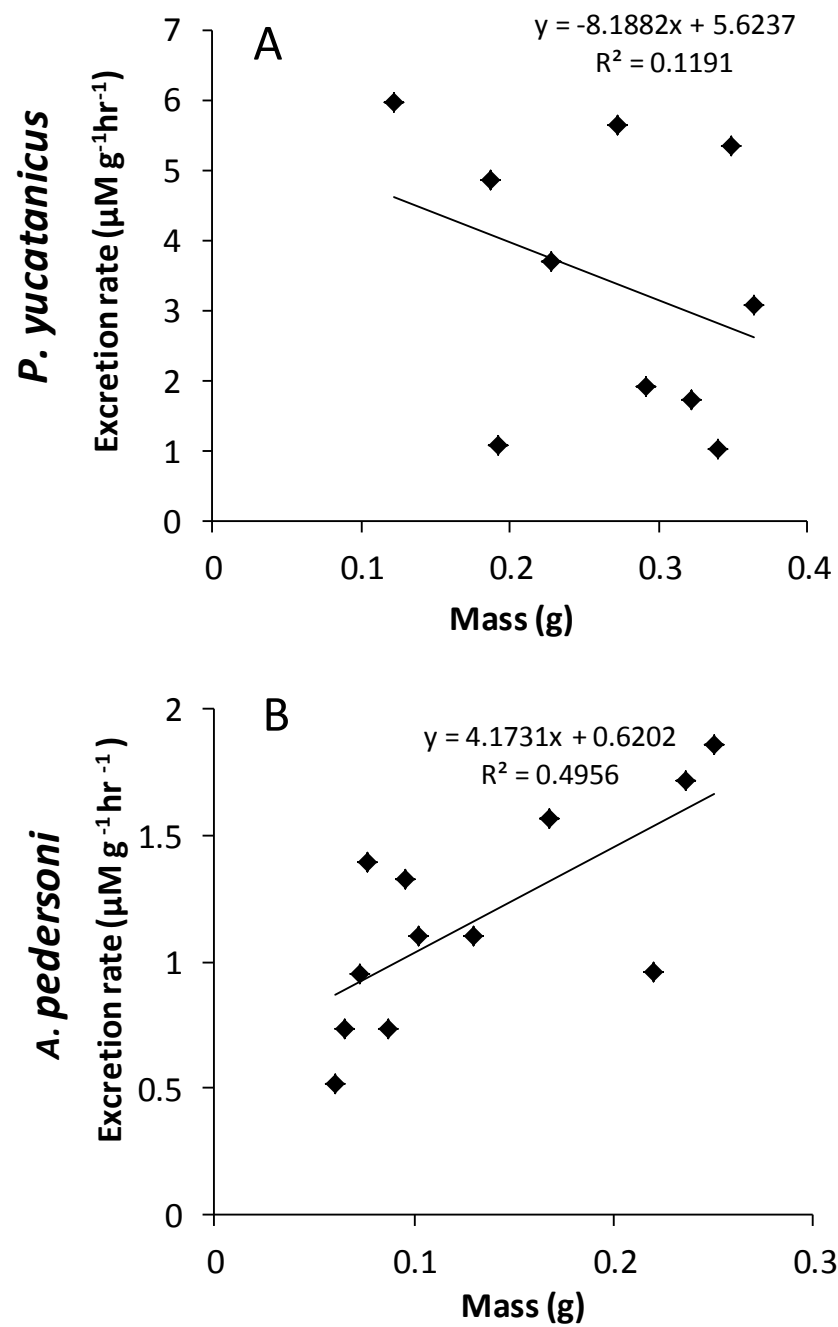 A
y = -8.1882x + 5.6237
R² = 0.1191
P. yucatanicus
Excretion rate (µM g⁻¹hr⁻¹)
7
6
5
4
3
2
1
0
0 0.1 0.2 0.3 0.4
Mass (g)
B
y = 4.1731x + 0.6202
R² = 0.4956
A. pedersoni
Excretion rate (µM g⁻¹hr⁻¹)
2
1.5
1
0.5
0
0 0.1 0.2 0.3
Mass (g)